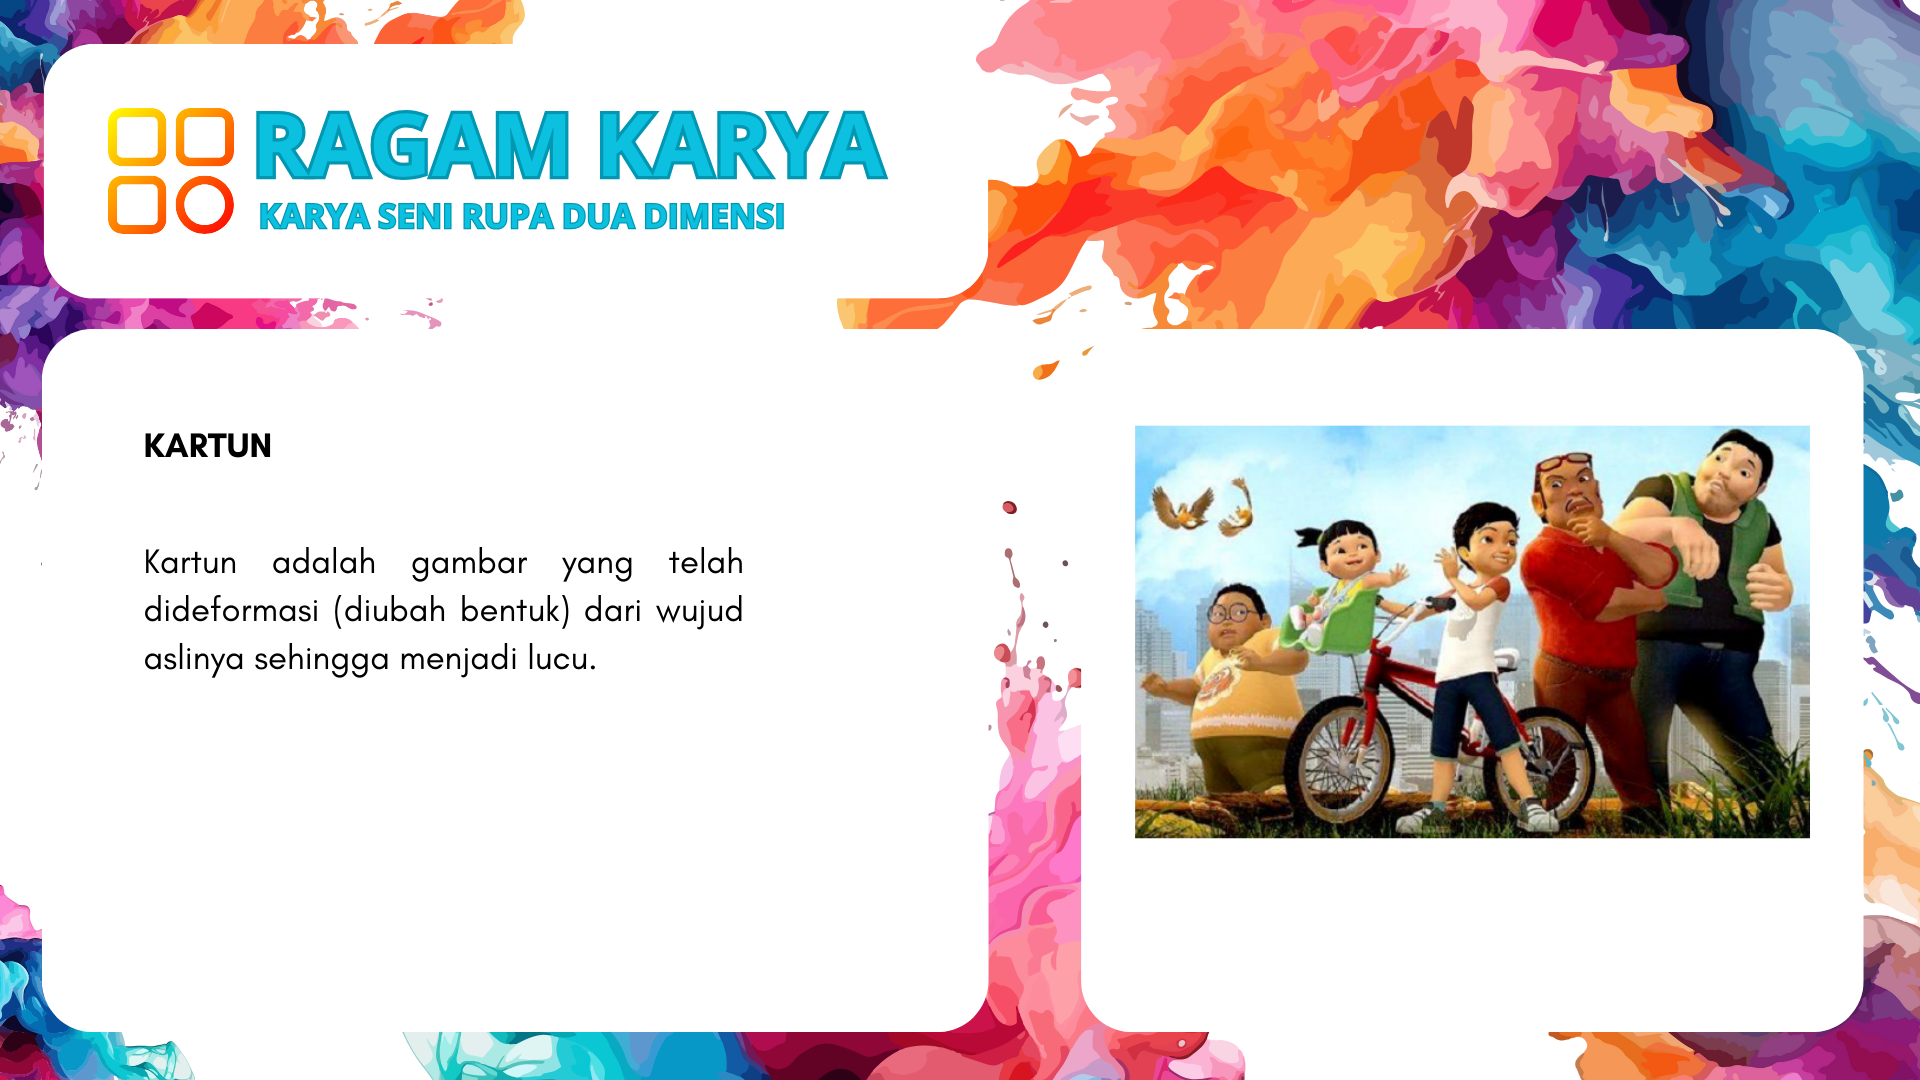 RAGAM KARYA
KARYA SENI RUPA DUA DIMENSI
KARTUN
Kartun adalah gambar yang telah
dideformasi (diubah bentuk) dari wujud
aslinya sehingga menjadi lucu.